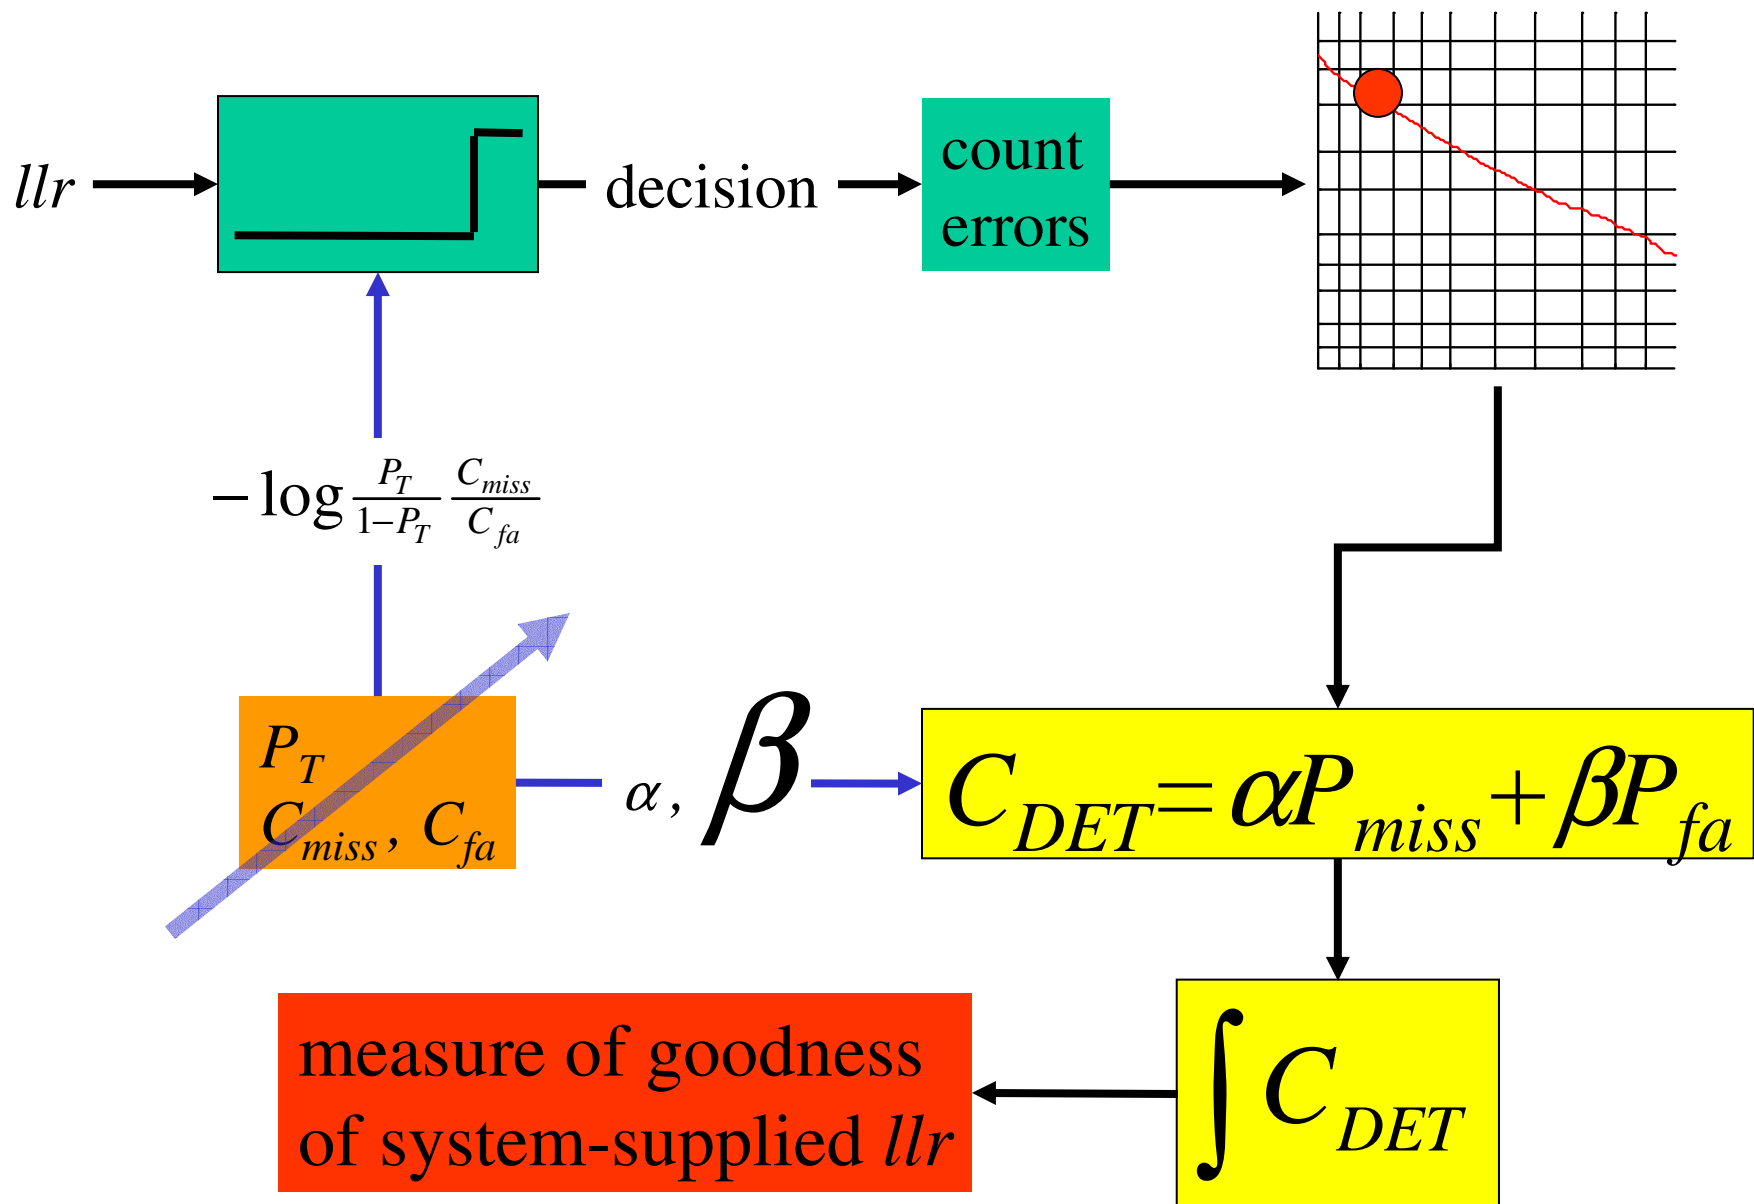 llr
decision
count
errors
− log P_T / 1−P_T C_miss / C_fa
P_T
C_miss, C_fa
α, β
C_DET = αP_miss + βP_fa
∫ C_DET
measure of goodness
of system-supplied llr